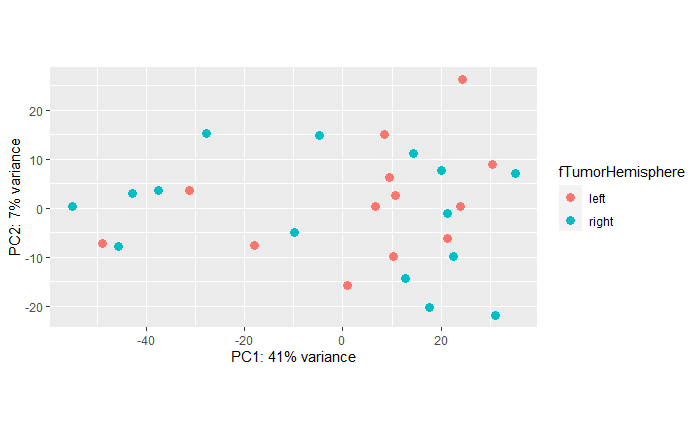 20
10
0
-10
-20
PC2: 7% variance
-40
-20
0
20
PC1: 41% variance
fTumorHemisphere
left
right